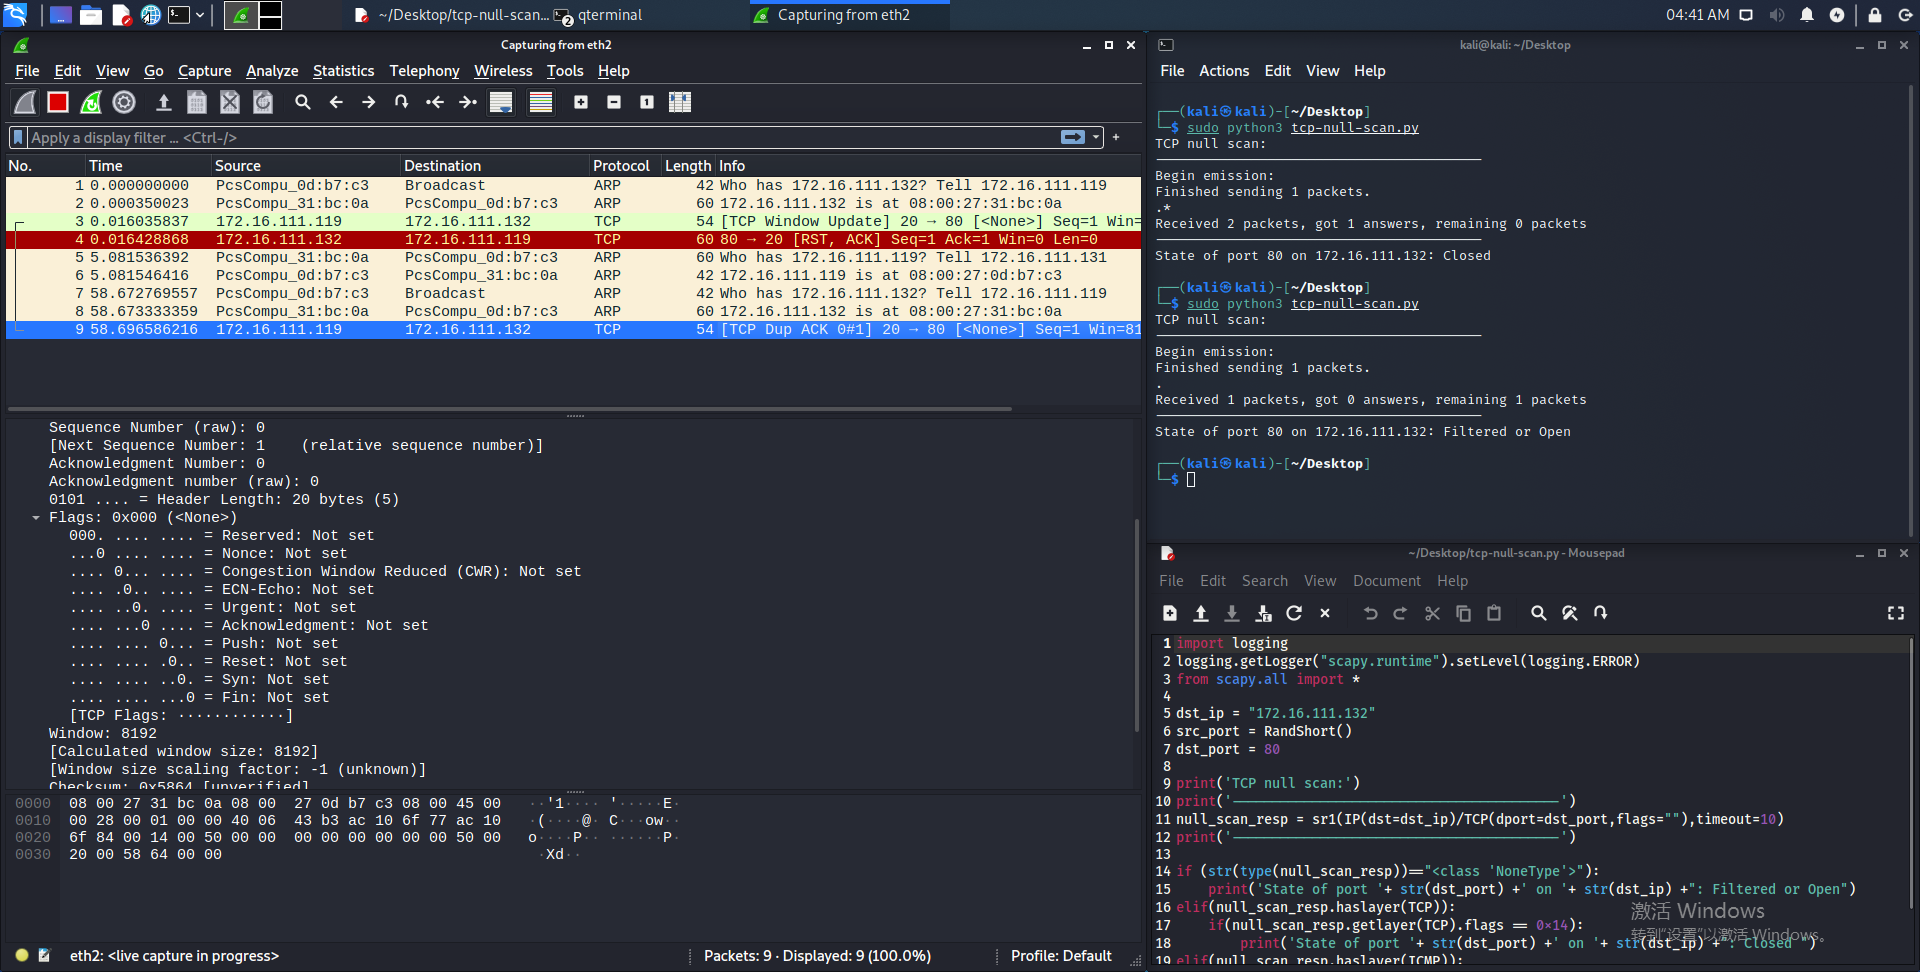 ~/Desktop/tcp-null-scan...
qterminal
Capturing from eth2
04:41 AM
Capturing from eth2
File Edit View Go Capture Analyze Statistics Telephony Wireless Tools Help
Apply a display filter ... <Ctrl-/>
No. Time Source Destination Protocol Length Info
1 0.000000000 PcsCompu_0d:b7:c3 Broadcast ARP 42 Who has 172.16.111.132? Tell 172.16.111.119
2 0.000350023 PcsCompu_31:bc:0a PcsCompu_0d:b7:c3 ARP 60 172.16.111.132 is at 08:00:27:31:bc:0a
3 0.016035837 172.16.111.119 172.16.111.132 TCP 54 [TCP Window Update] 20 → 80 [<None>] Seq=1 Win=
4 0.016428868 172.16.111.132 172.16.111.119 TCP 60 80 → 20 [RST, ACK] Seq=1 Ack=1 Win=0 Len=0
5 5.081536392 PcsCompu_31:bc:0a PcsCompu_0d:b7:c3 ARP 60 Who has 172.16.111.119? Tell 172.16.111.131
6 5.081546416 PcsCompu_0d:b7:c3 PcsCompu_31:bc:0a ARP 42 172.16.111.119 is at 08:00:27:0d:b7:c3
7 58.672769557 PcsCompu_0d:b7:c3 Broadcast ARP 42 Who has 172.16.111.132? Tell 172.16.111.119
8 58.673333359 PcsCompu_31:bc:0a PcsCompu_0d:b7:c3 ARP 60 172.16.111.132 is at 08:00:27:31:bc:0a
9 58.696586216 172.16.111.119 172.16.111.132 TCP 54 [TCP Dup ACK 0#1] 20 → 80 [<None>] Seq=1 Win=81
Sequence Number (raw): 0
[Next Sequence Number: 1    (relative sequence number)]
Acknowledgment Number: 0
Acknowledgment number (raw): 0
0101 .... = Header Length: 20 bytes (5)
Flags: 0x000 (<None>)
000. .... .... = Reserved: Not set
...0 .... .... = Nonce: Not set
.... 0... .... = Congestion Window Reduced (CWR): Not set
.... .0.. .... = ECN-Echo: Not set
.... ..0. .... = Urgent: Not set
.... ...0 .... = Acknowledgment: Not set
.... .... 0... = Push: Not set
.... .... .0.. = Reset: Not set
.... .... ..0. = Syn: Not set
.... .... ...0 = Fin: Not set
[TCP Flags: ············]
Window: 8192
[Calculated window size: 8192]
[Window size scaling factor: -1 (unknown)]
Checksum: 0x5864 [unverified]
0000 08 00 27 31 bc 0a 08 00 27 0d b7 c3 08 00 45 00 ··'1···· '·····E·
0010 00 28 00 01 00 00 40 06 43 b3 ac 10 6f 77 ac 10 ·(····@· C···ow··
0020 6f 84 00 14 00 50 00 00 00 00 00 00 00 00 50 00 o····P·· ······P·
0030 20 00 58 64 00 00 ·Xd··
eth2: <live capture in progress>
Packets: 9 · Displayed: 9 (100.0%)
Profile: Default
kali@kali: ~/Desktop
File Actions Edit View Help
┌──(kali㉿kali)-[~/Desktop]
└─$ sudo python3 tcp-null-scan.py
TCP null scan:
Begin emission:
Finished sending 1 packets.
.*
Received 2 packets, got 1 answers, remaining 0 packets
State of port 80 on 172.16.111.132: Closed
┌──(kali㉿kali)-[~/Desktop]
└─$ sudo python3 tcp-null-scan.py
TCP null scan:
Begin emission:
Finished sending 1 packets.
.
Received 1 packets, got 0 answers, remaining 1 packets
State of port 80 on 172.16.111.132: Filtered or Open
┌──(kali㉿kali)-[~/Desktop]
└─$
~/Desktop/tcp-null-scan.py - Mousepad
File Edit Search View Document Help
1 import logging
2 logging.getLogger("scapy.runtime").setLevel(logging.ERROR)
3 from scapy.all import *
4
5 dst_ip = "172.16.111.132"
6 src_port = RandShort()
7 dst_port = 80
8
9 print('TCP null scan:')
10 print('─────────────────────────────────────────')
11 null_scan_resp = sr1(IP(dst=dst_ip)/TCP(dport=dst_port,flags=""),timeout=10)
12 print('─────────────────────────────────────────')
13
14 if (str(type(null_scan_resp))=="<class 'NoneType'>"):
15 print('State of port '+ str(dst_port) +' on '+ str(dst_ip) +": Filtered or Open")
16 elif(null_scan_resp.haslayer(TCP)):
17 if(null_scan_resp.getlayer(TCP).flags == 0×14):
18 print('State of port '+ str(dst_port) +' on '+ str(dst_ip) +": Closed ")
19 elif(null_scan_resp.haslayer(ICMP)):
激活 Windows
转到"设置"以激活 Windows。